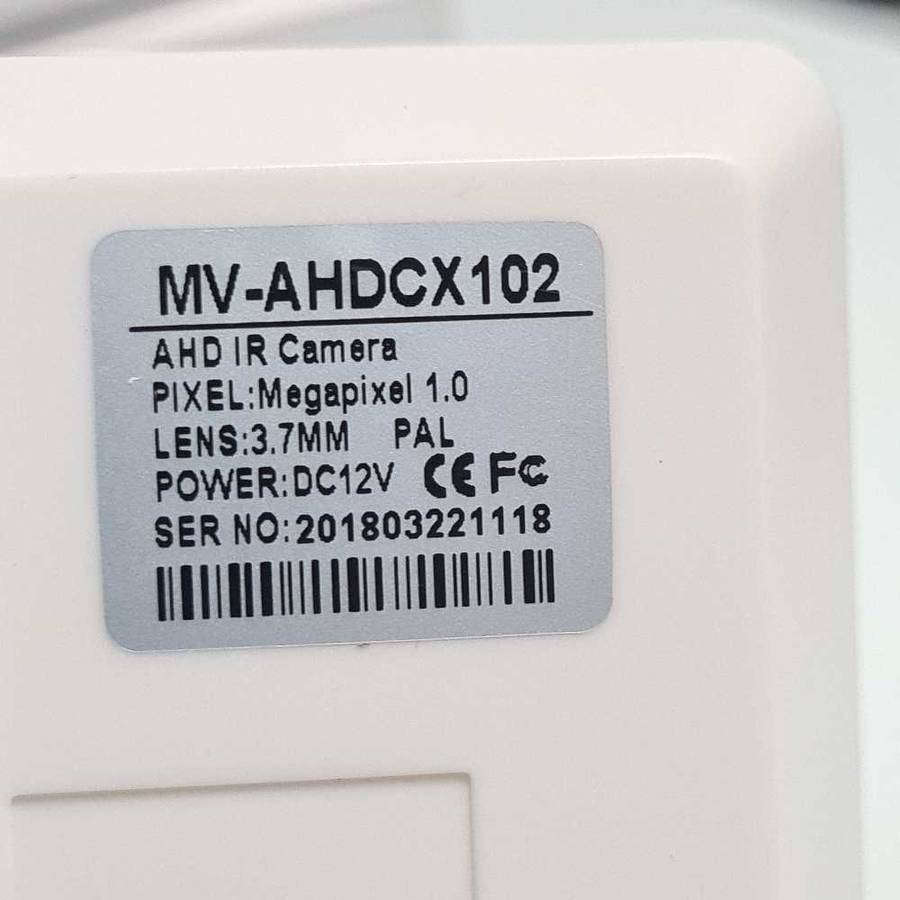 MV-AHDCX102
AHD IR Camera
PIXEL:Megapixel 1.0
LENS:3.7MM PAL
POWER:DC12V CE FC
SER NO:201803221118